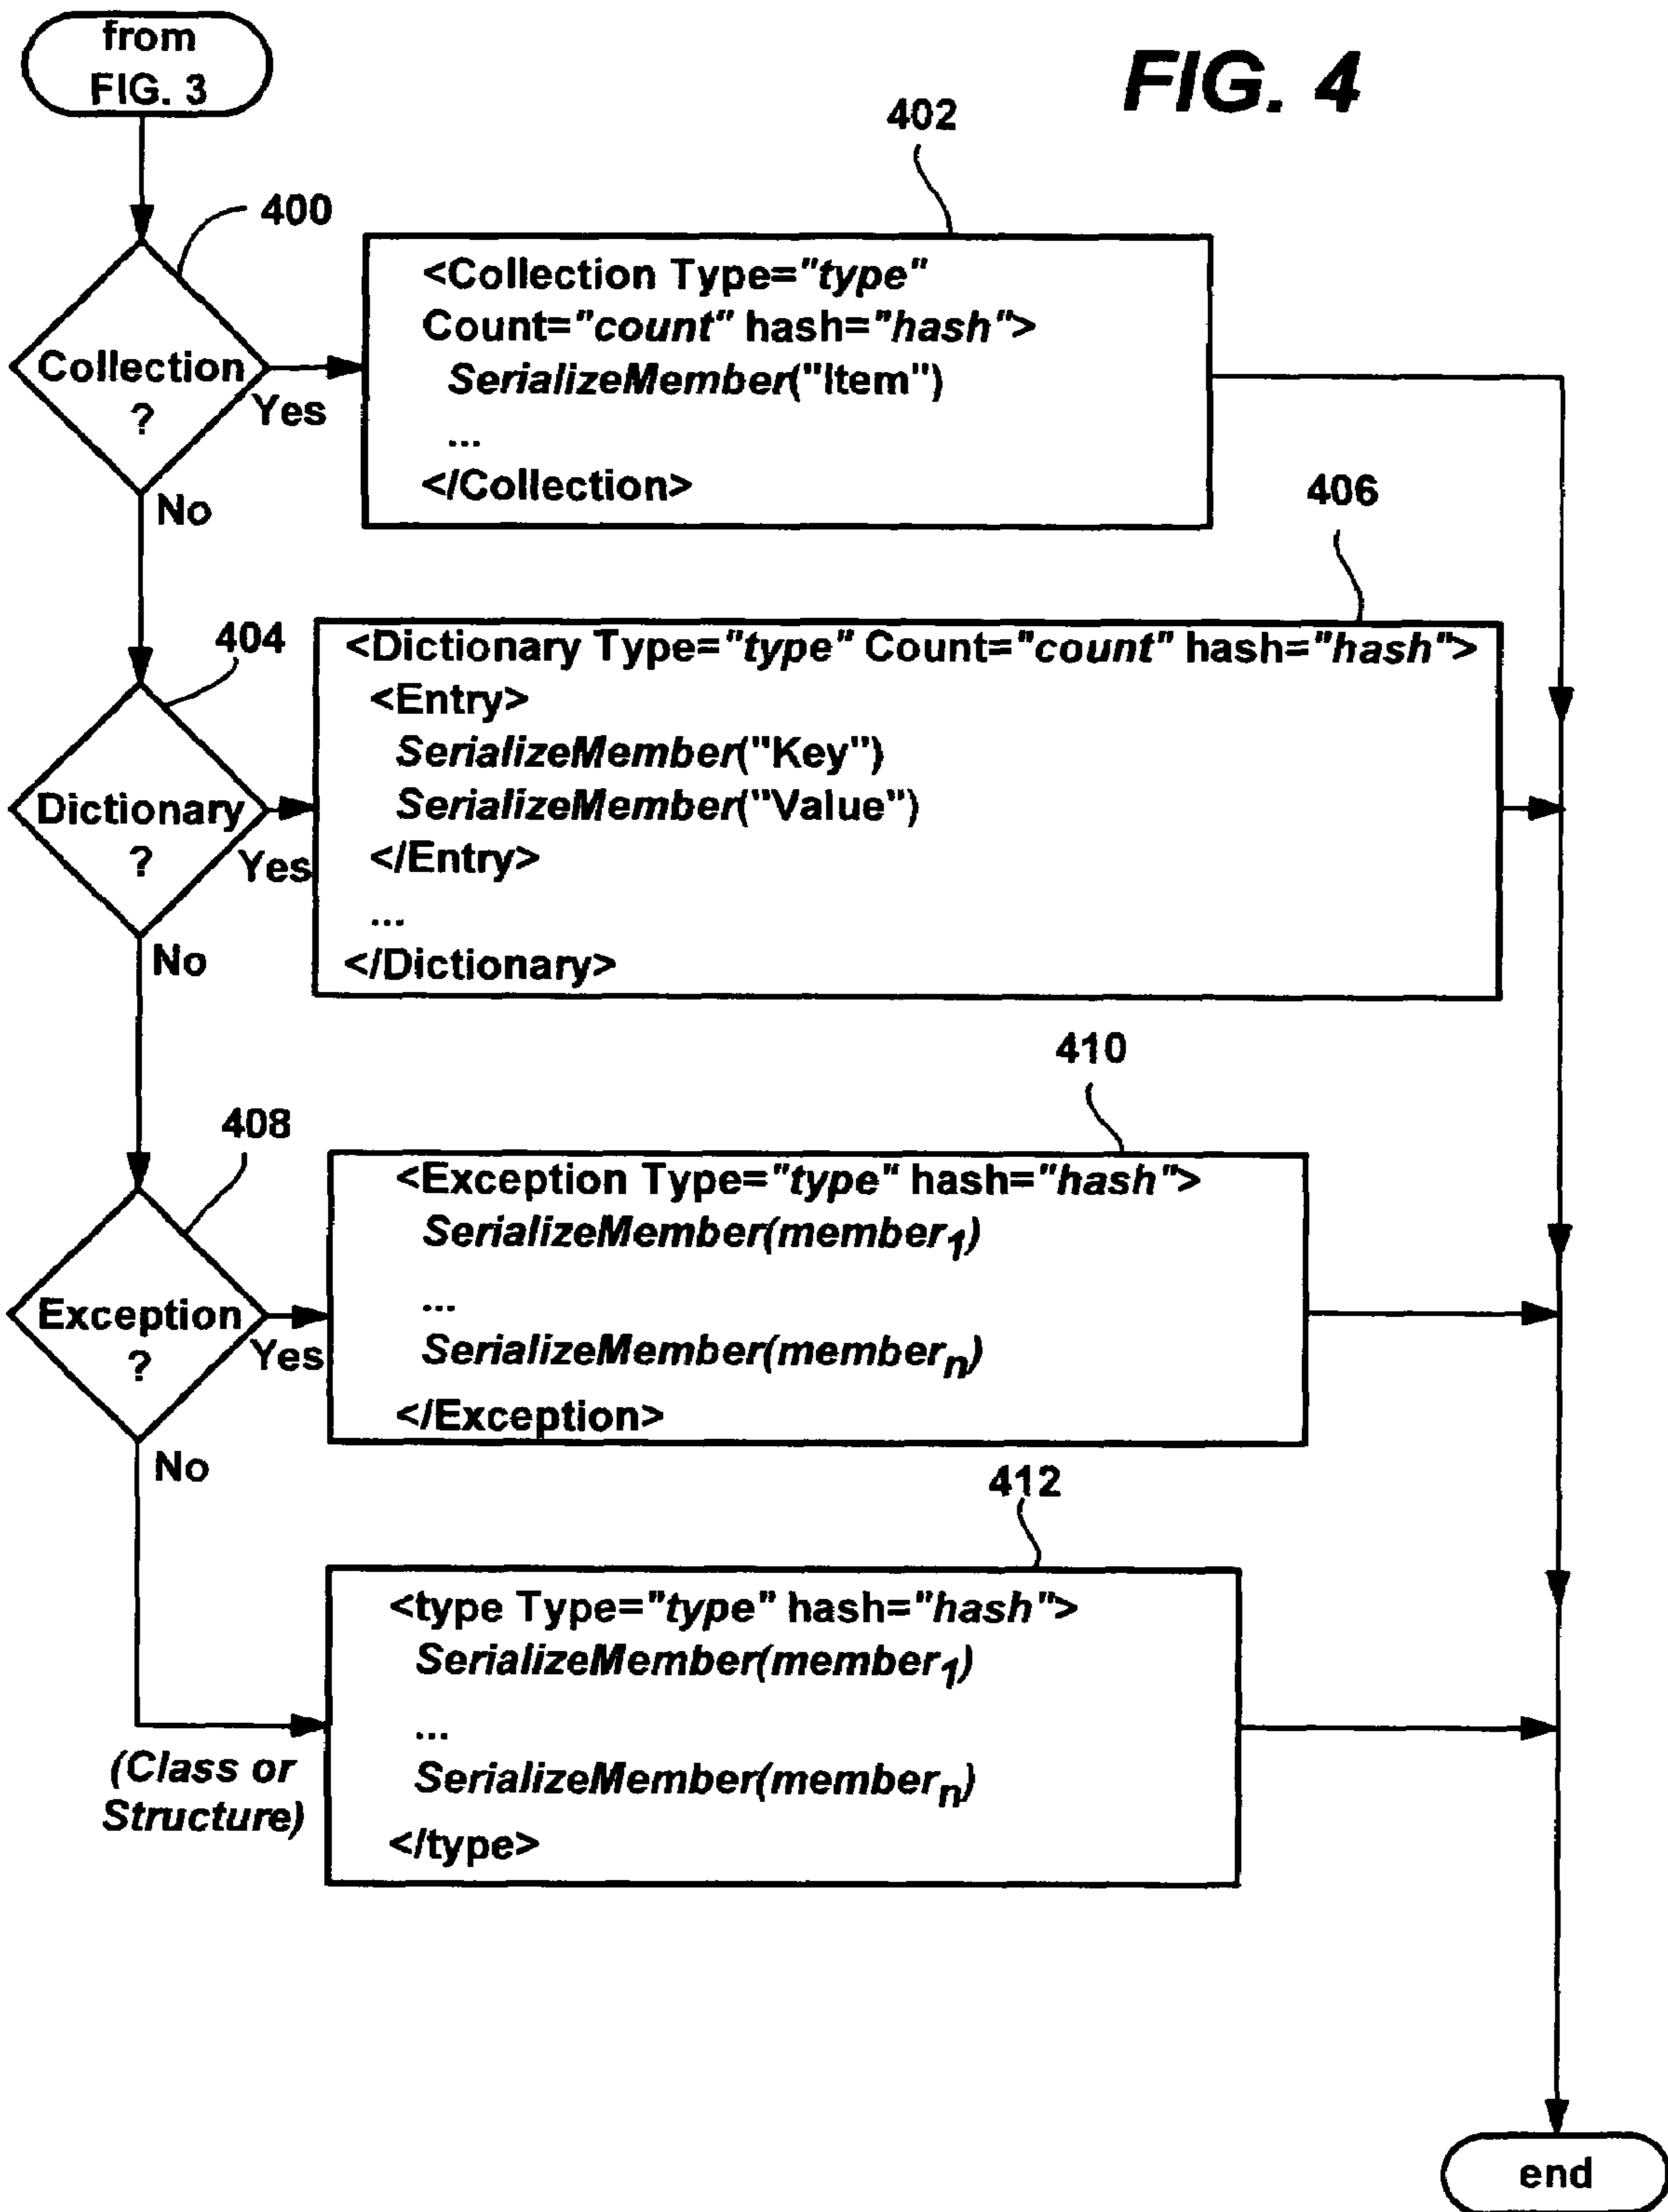 from
FIG. 3
FIG. 4
402
400
<Collection Type="type"
Count="count" hash="hash">
SerializeMember("Item")
...
</Collection>
Collection
?
Yes
No
406
404
<Dictionary Type="type" Count="count" hash="hash">
<Entry>
SerializeMember("Key")
SerializeMember("Value")
</Entry>
...
</Dictionary>
Dictionary
?
Yes
No
410
408
<Exception Type="type" hash="hash">
SerializeMember(member1)
...
SerializeMember(membern)
</Exception>
Exception
?
Yes
No
412
<type Type="type" hash="hash">
SerializeMember(member1)
...
SerializeMember(membern)
</type>
(Class or
Structure)
end